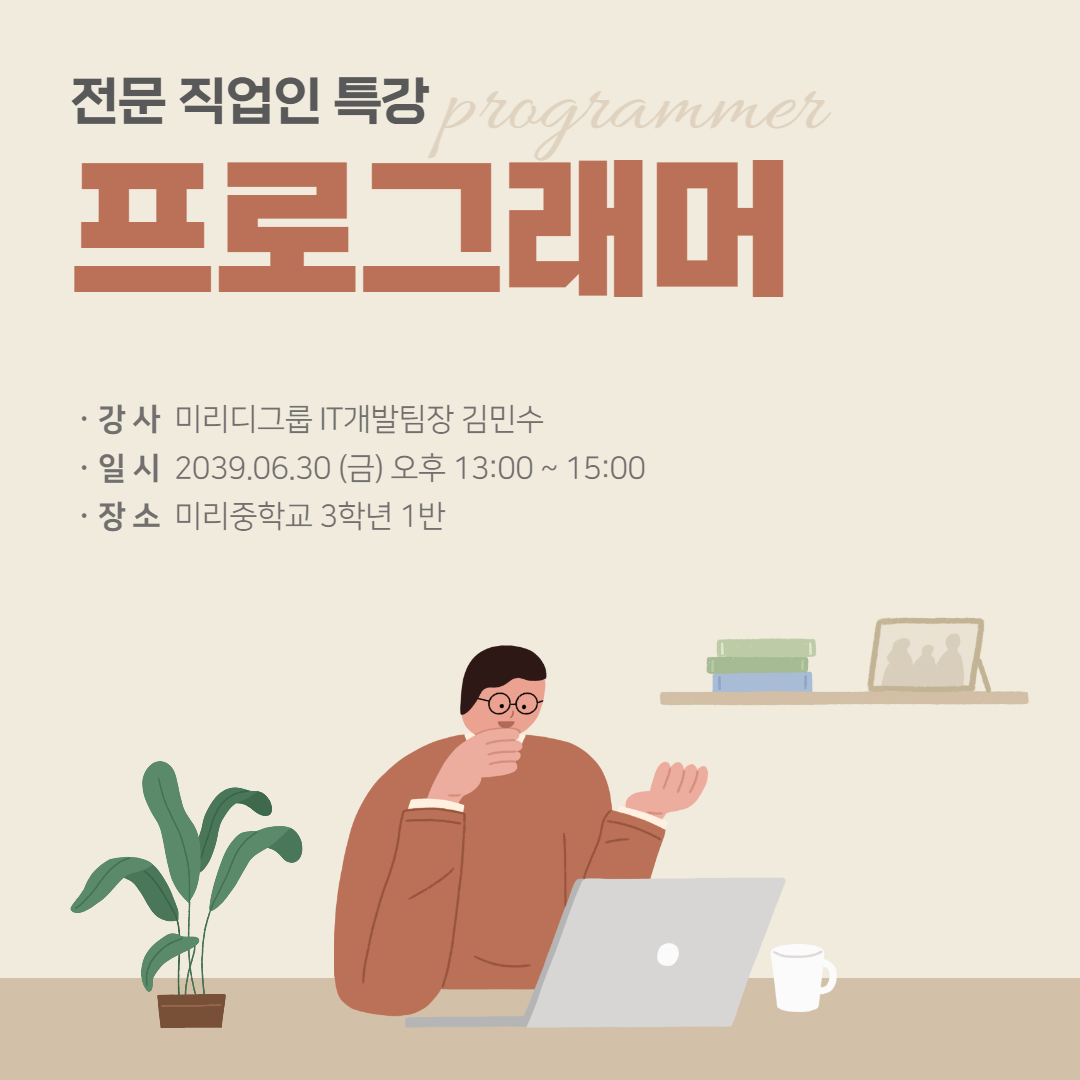 전문 직업인 특강 programmer
프로그래머
· 강 사 미리디그룹 IT개발팀장 김민수
· 일 시 2039.06.30 (금) 오후 13:00 ~ 15:00
· 장 소 미리중학교 3학년 1반